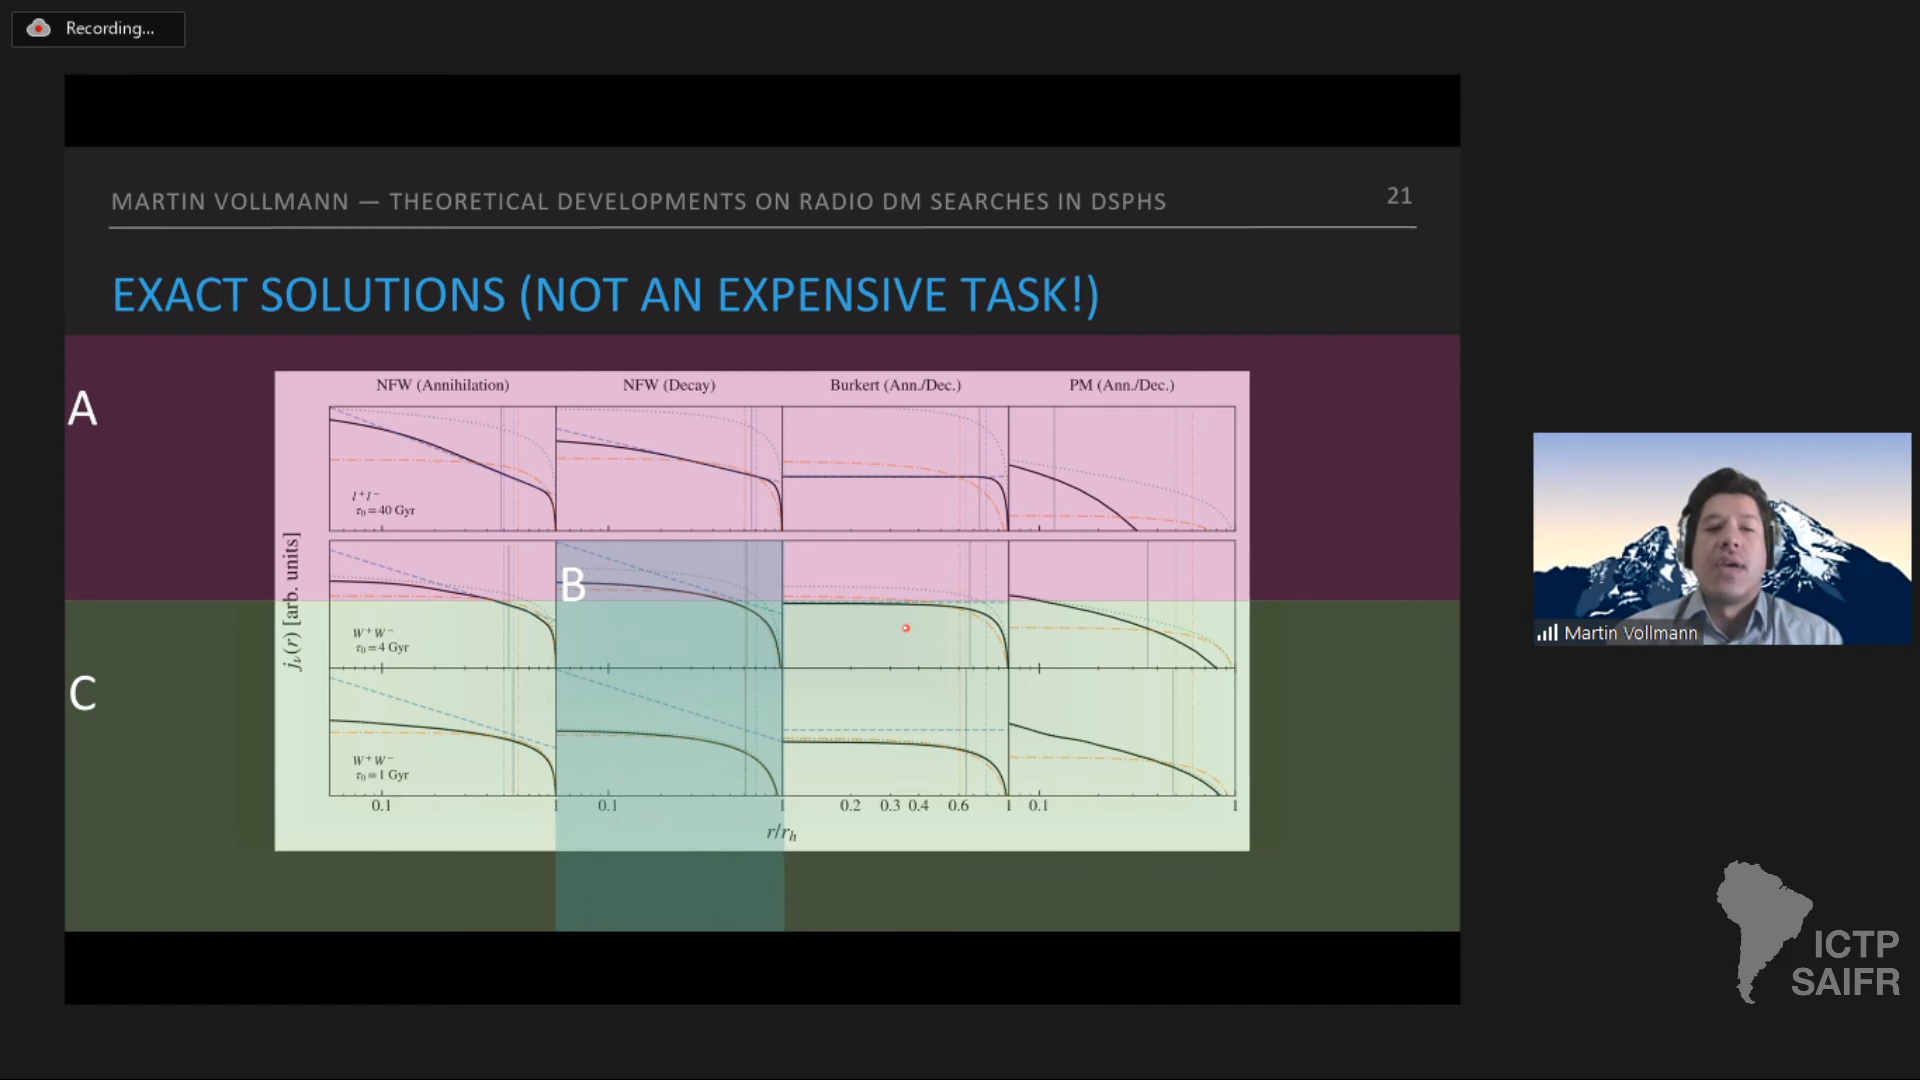 Recording...
MARTIN VOLLMANN — THEORETICAL DEVELOPMENTS ON RADIO DM SEARCHES IN DSPHS
21
EXACT SOLUTIONS (NOT AN EXPENSIVE TASK!)
A
NFW (Annihilation) NFW (Decay) Burkert (Ann./Dec.) PM (Ann./Dec.)
l⁺l⁻
τ₀=40 Gyr
B
W⁺W⁻
τ₀=4 Gyr
jᵥ(r) [arb. units]
C
W⁺W⁻
τ₀=1 Gyr
0.1 1 0.1 1 0.2 0.3 0.4 0.6 1 0.1 1
r/rₕ
Martin Vollmann
ICTP
SAIFR